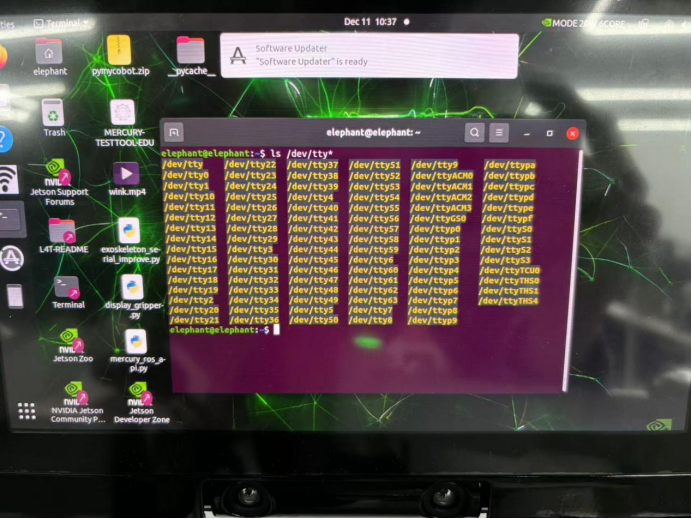 Terminal
Dec 11 10:37
Software Updater
"Software Updater" is ready
elephant
pymycobot.zip
__pycache__
Trash
MERCURY-
TESTTOOL-EDU
Jetson Support
Forums
wink.mp4
L4T-README
exoskeleton_se
rial_improve.py
Terminal
display_gripper
.py
Jetson Zoo
mercury_ros_a
pi.py
NVIDIA Jetson
Community P...
Jetson
Developer Zone
elephant@elephant: ~
elephant@elephant:~$ ls /dev/tty*
/dev/tty /dev/tty22 /dev/tty37 /dev/tty51 /dev/tty9 /dev/ttypa
/dev/tty0 /dev/tty23 /dev/tty38 /dev/tty52 /dev/ttyACM0 /dev/ttypb
/dev/tty1 /dev/tty24 /dev/tty39 /dev/tty53 /dev/ttyACM1 /dev/ttypc
/dev/tty10 /dev/tty25 /dev/tty4 /dev/tty54 /dev/ttyACM2 /dev/ttypd
/dev/tty11 /dev/tty26 /dev/tty40 /dev/tty55 /dev/ttyACM3 /dev/ttype
/dev/tty12 /dev/tty27 /dev/tty41 /dev/tty56 /dev/ttyGS0 /dev/ttypf
/dev/tty13 /dev/tty28 /dev/tty42 /dev/tty57 /dev/ttyp0 /dev/ttyS0
/dev/tty14 /dev/tty29 /dev/tty43 /dev/tty58 /dev/ttyp1 /dev/ttyS1
/dev/tty15 /dev/tty3 /dev/tty44 /dev/tty59 /dev/ttyp2 /dev/ttyS2
/dev/tty16 /dev/tty30 /dev/tty45 /dev/tty6 /dev/ttyp3 /dev/ttyS3
/dev/tty17 /dev/tty31 /dev/tty46 /dev/tty60 /dev/ttyp4 /dev/ttyTCU0
/dev/tty18 /dev/tty32 /dev/tty47 /dev/tty61 /dev/ttyp5 /dev/ttyTHS0
/dev/tty19 /dev/tty33 /dev/tty48 /dev/tty62 /dev/ttyp6 /dev/ttyTHS1
/dev/tty2 /dev/tty34 /dev/tty49 /dev/tty63 /dev/ttyp7 /dev/ttyTHS4
/dev/tty20 /dev/tty35 /dev/tty5 /dev/tty7 /dev/ttyp8
/dev/tty21 /dev/tty36 /dev/tty50 /dev/tty8 /dev/ttyp9
elephant@elephant:~$